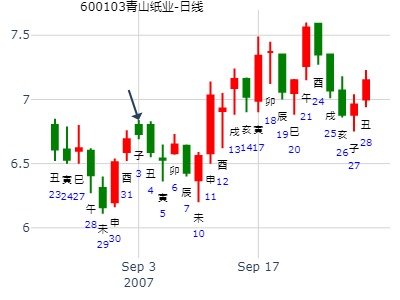 600103青山纸业-日线
7.5
7
6.5
6
丑 23
寅 24
巳 27
午 28
未 29
申 30
酉 31
子 3
丑 4
寅 5
卯 6
辰 7
未 10
申 11
酉 12
戌 13
亥 14
寅 17
卯 18
辰 19
巳 20
午 21
酉 24
戌 25
亥 26
子 27
丑 28
Sep 3
2007
Sep 17